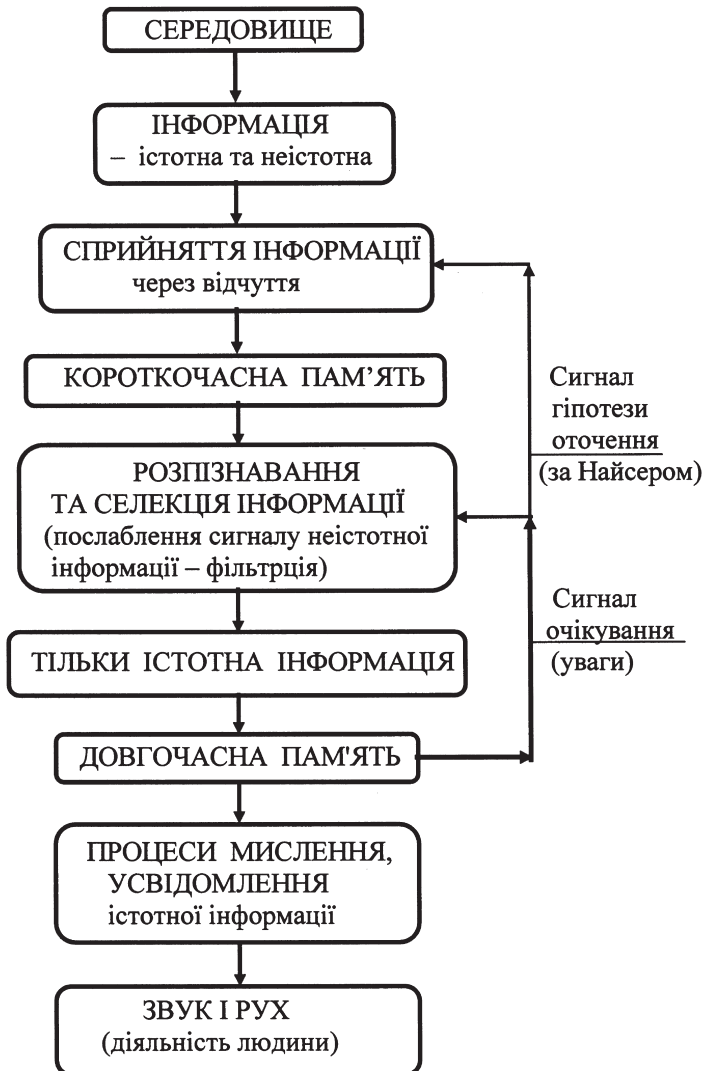 СЕРЕДОВИЩЕ
ІНФОРМАЦІЯ
– істотна та неістотна
СПРИЙНЯТТЯ ІНФОРМАЦІЇ
через відчуття
КОРОТКОЧАСНА ПАМ’ЯТЬ
РОЗПІЗНАВАННЯ
ТА СЕЛЕКЦІЯ ІНФОРМАЦІЇ
(послаблення сигналу неістотної
інформації – фільтрція)
ТІЛЬКИ ІСТОТНА ІНФОРМАЦІЯ
ДОВГОЧАСНА ПАМ'ЯТЬ
ПРОЦЕСИ МИСЛЕННЯ,
УСВІДОМЛЕННЯ
істотної інформації
ЗВУК І РУХ
(діяльність людини)
Сигнал
гіпотези
оточення
(за Найсером)
Сигнал
очікування
(уваги)